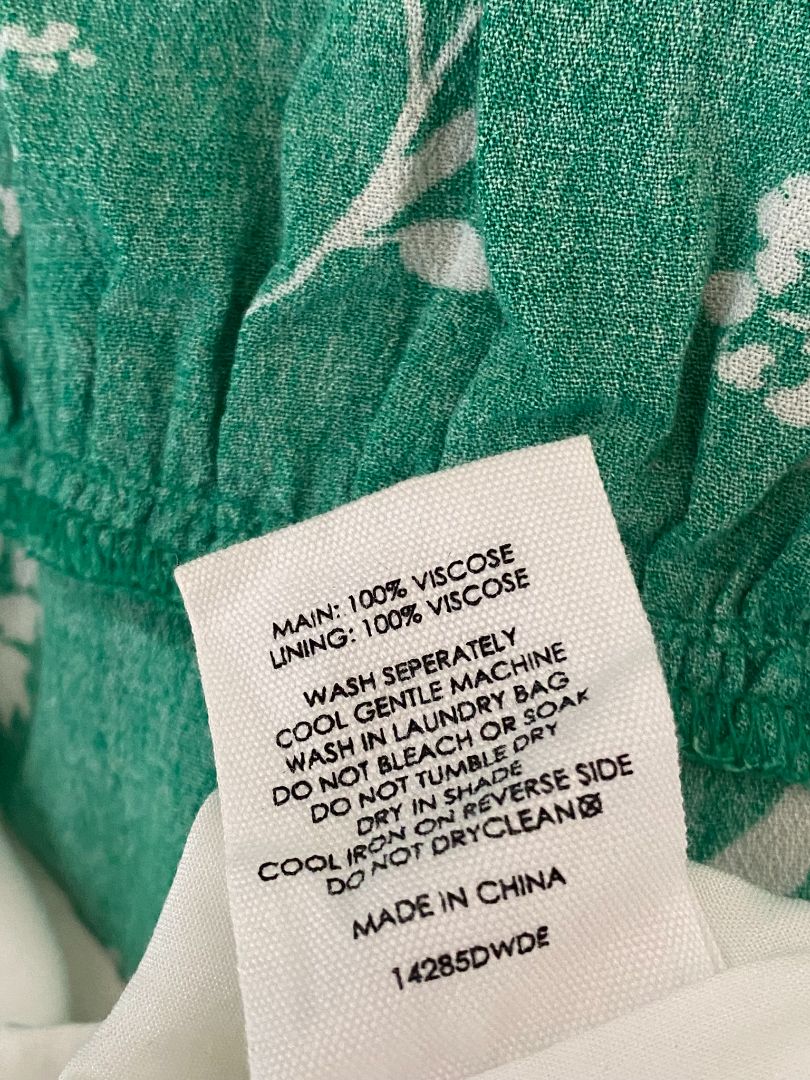 MAIN: 100% VISCOSE
LINING: 100% VISCOSE
WASH SEPERATELY
COOL GENTLE MACHINE
WASH IN LAUNDRY BAG
DO NOT BLEACH OR SOAK
DO NOT TUMBLE DRY
DRY IN SHADE
COOL IRON ON REVERSE SIDE
DO NOT DRYCLEAN
MADE IN CHINA
14285DWDE